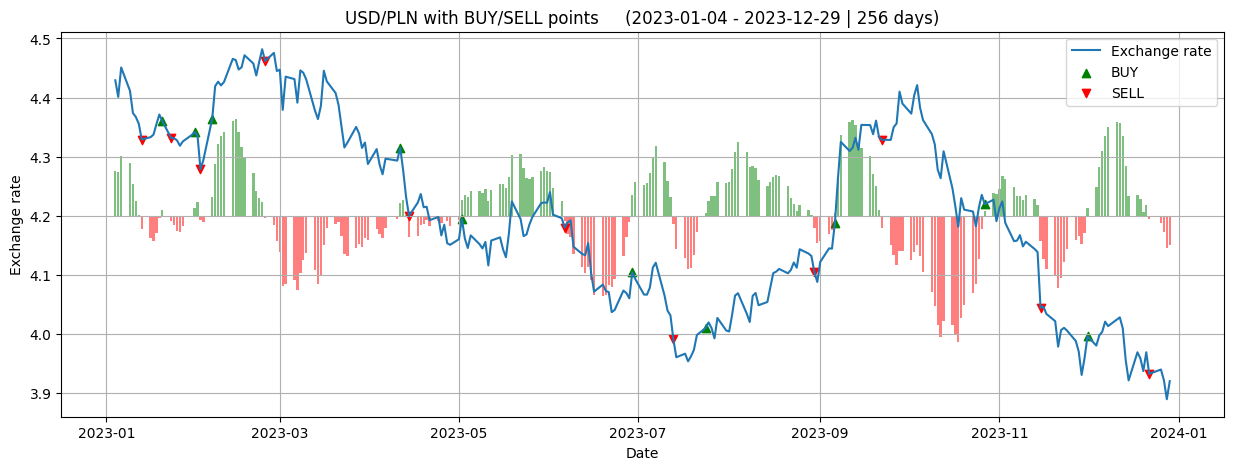 USD/PLN with BUY/SELL points     (2023-01-04 - 2023-12-29 | 256 days)
Exchange rate
BUY
SELL
4.5
4.4
4.3
4.2
4.1
4.0
3.9
Exchange rate
2023-01
2023-03
2023-05
2023-07
2023-09
2023-11
2024-01
Date